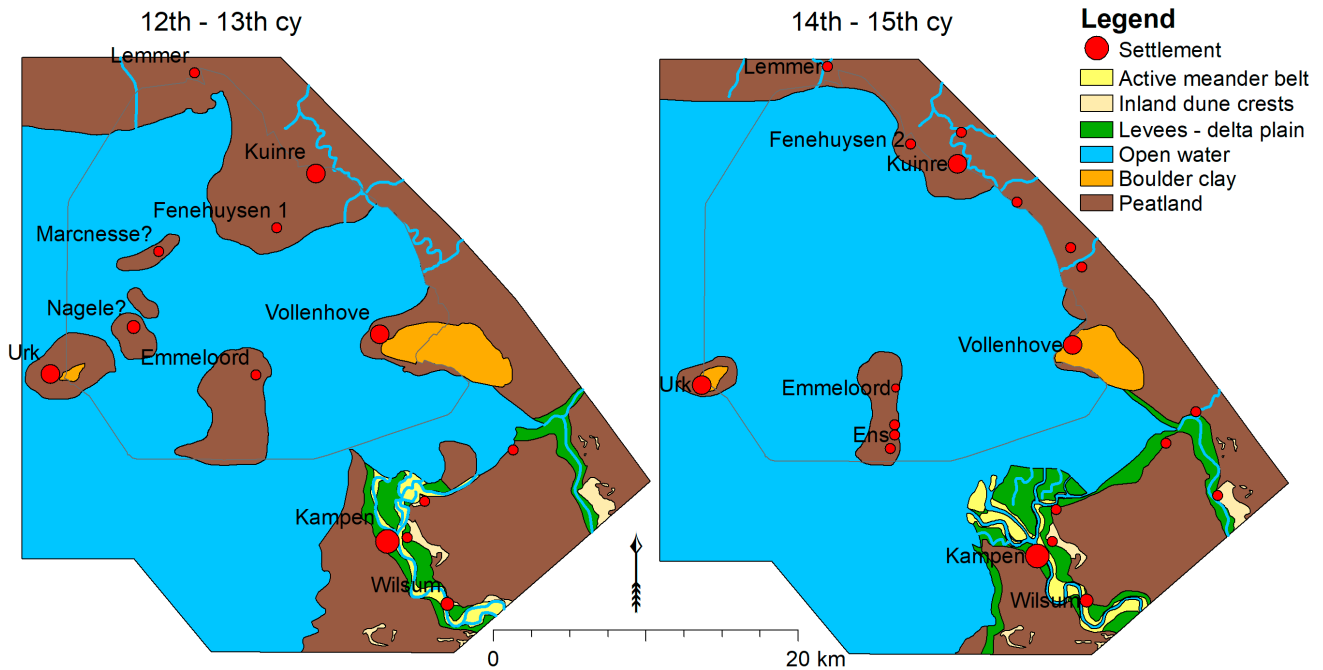 12th - 13th cy
Lemmer
Kuinre
Fenehuysen 1
Marcnesse?
Nagele?
Vollenhove
Urk
Emmeloord
Kampen
Wilsum
14th - 15th cy
Lemmer
Fenehuysen 2
Kuinre
Vollenhove
Urk
Emmeloord
Ens
Kampen
Wilsum
Legend
Settlement
Active meander belt
Inland dune crests
Levees - delta plain
Open water
Boulder clay
Peatland
0
20 km